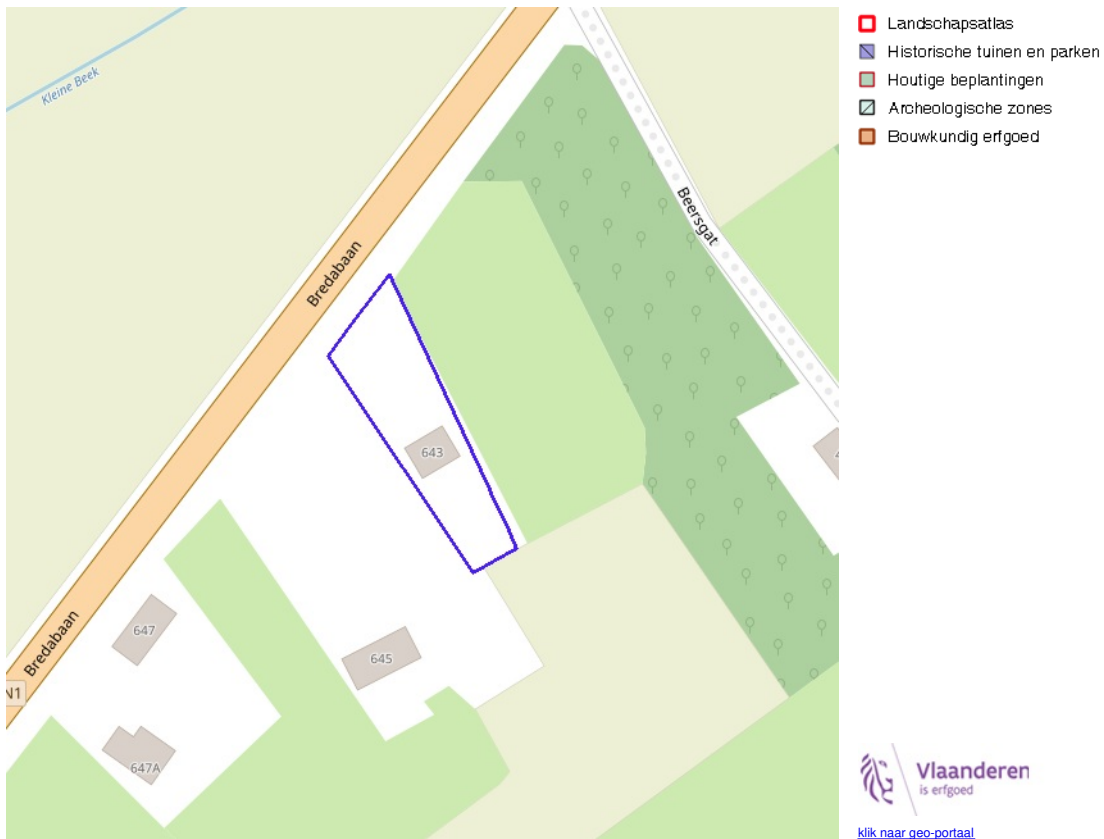 Kleine Beek
Bredabaan
Beersgat
643
645
647
647A
Bredabaan
Landschapsatlas
Historische tuinen en parken
Houtige beplantingen
Archeologische zones
Bouwkundig erfgoed
Vlaanderen
is erfgoed
klik naar geo-portaal